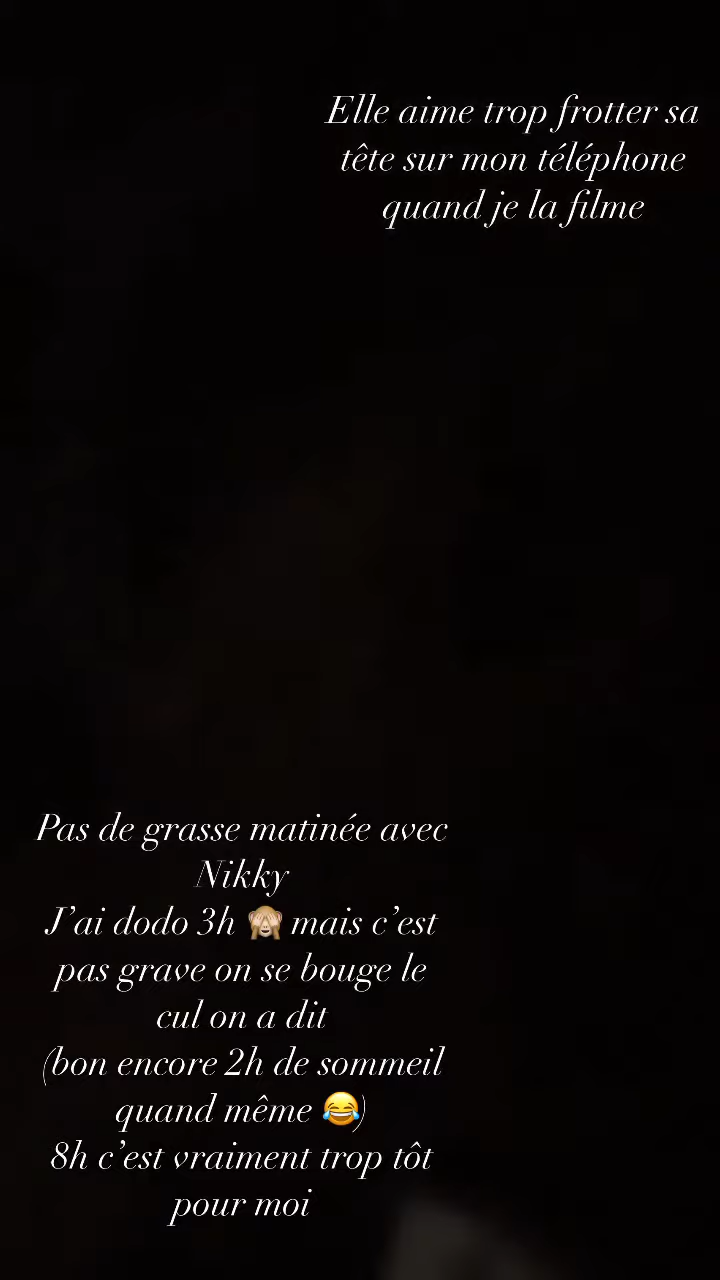 Elle aime trop frotter sa
tête sur mon téléphone
quand je la filme
Pas de grasse matinée avec
Nikky
J’ai dodo 3h 🙈 mais c’est
pas grave on se bouge le
cul on a dit
(bon encore 2h de sommeil
quand même 😂)
8h c’est vraiment trop tôt
pour moi